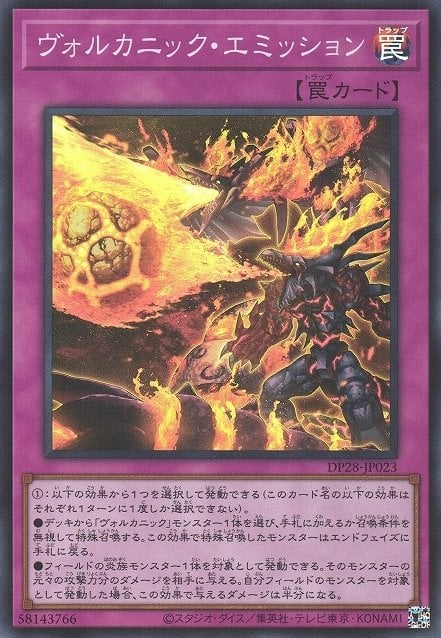 ヴォルカニック・エミッション
トラップ
罠
【罠カード】
トラップ
DP28-JP023
①：以下の効果から１つを選択して発動できる（このカード名の以下の効果は
それぞれ１ターンに１度しか選択できない）。
●デッキから「ヴォルカニック」モンスター１体を選び、手札に加えるか召喚条件を
無視して特殊召喚する。この効果で特殊召喚したモンスターはエンドフェイズに
手札に戻る。
●フィールドの炎族モンスター１体を対象として発動できる。そのモンスターの
元々の攻撃力分のダメージを相手に与える。自分フィールドのモンスターを対象
として発動した場合、この効果で与えるダメージは半分になる。
58143766
©スタジオ・ダイス／集英社・テレビ東京・KONAMI